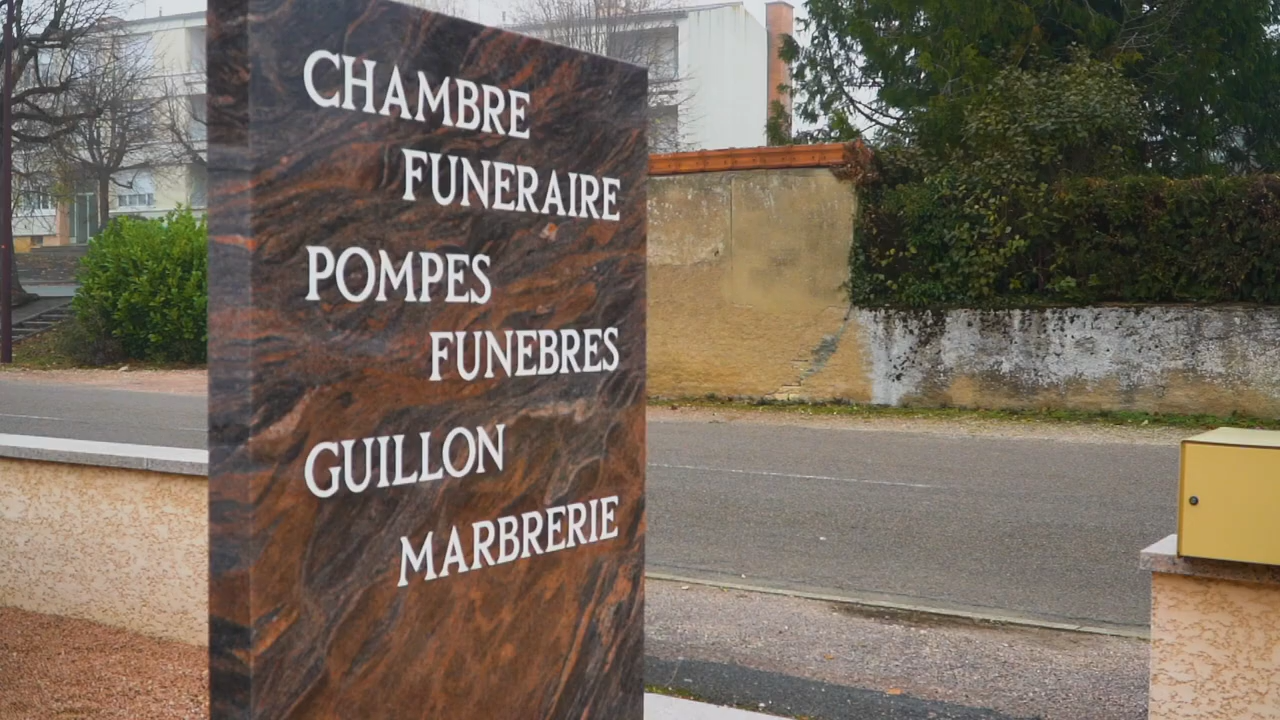 CHAMBRE
FUNERAIRE
POMPES
FUNEBRES
GUILLON
MARBRERIE